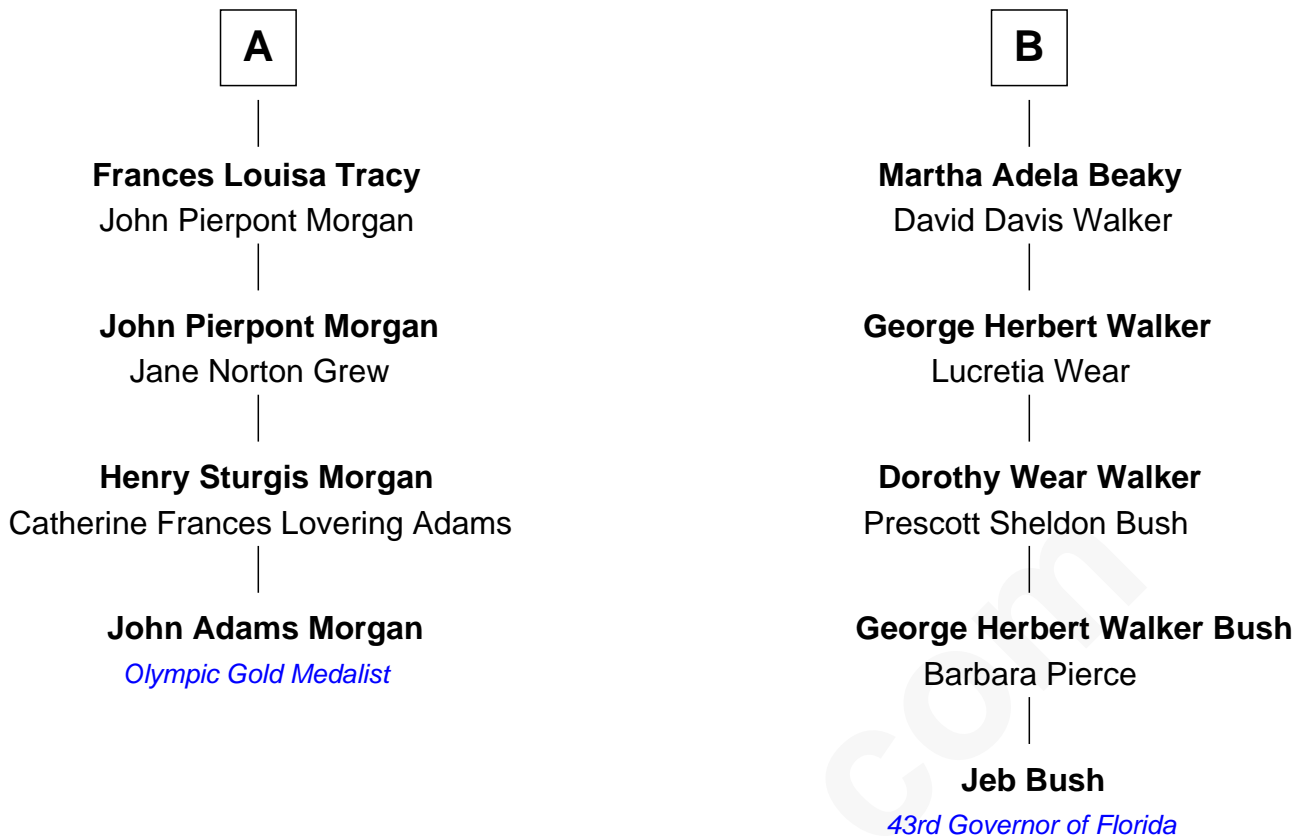 A
Frances Louisa Tracy
John Pierpont Morgan
John Pierpont Morgan
Jane Norton Grew
Henry Sturgis Morgan
Catherine Frances Lovering Adams
John Adams Morgan
Olympic Gold Medalist
B
Martha Adela Beaky
David Davis Walker
George Herbert Walker
Lucretia Wear
Dorothy Wear Walker
Prescott Sheldon Bush
George Herbert Walker Bush
Barbara Pierce
Jeb Bush
43rd Governor of Florida
com